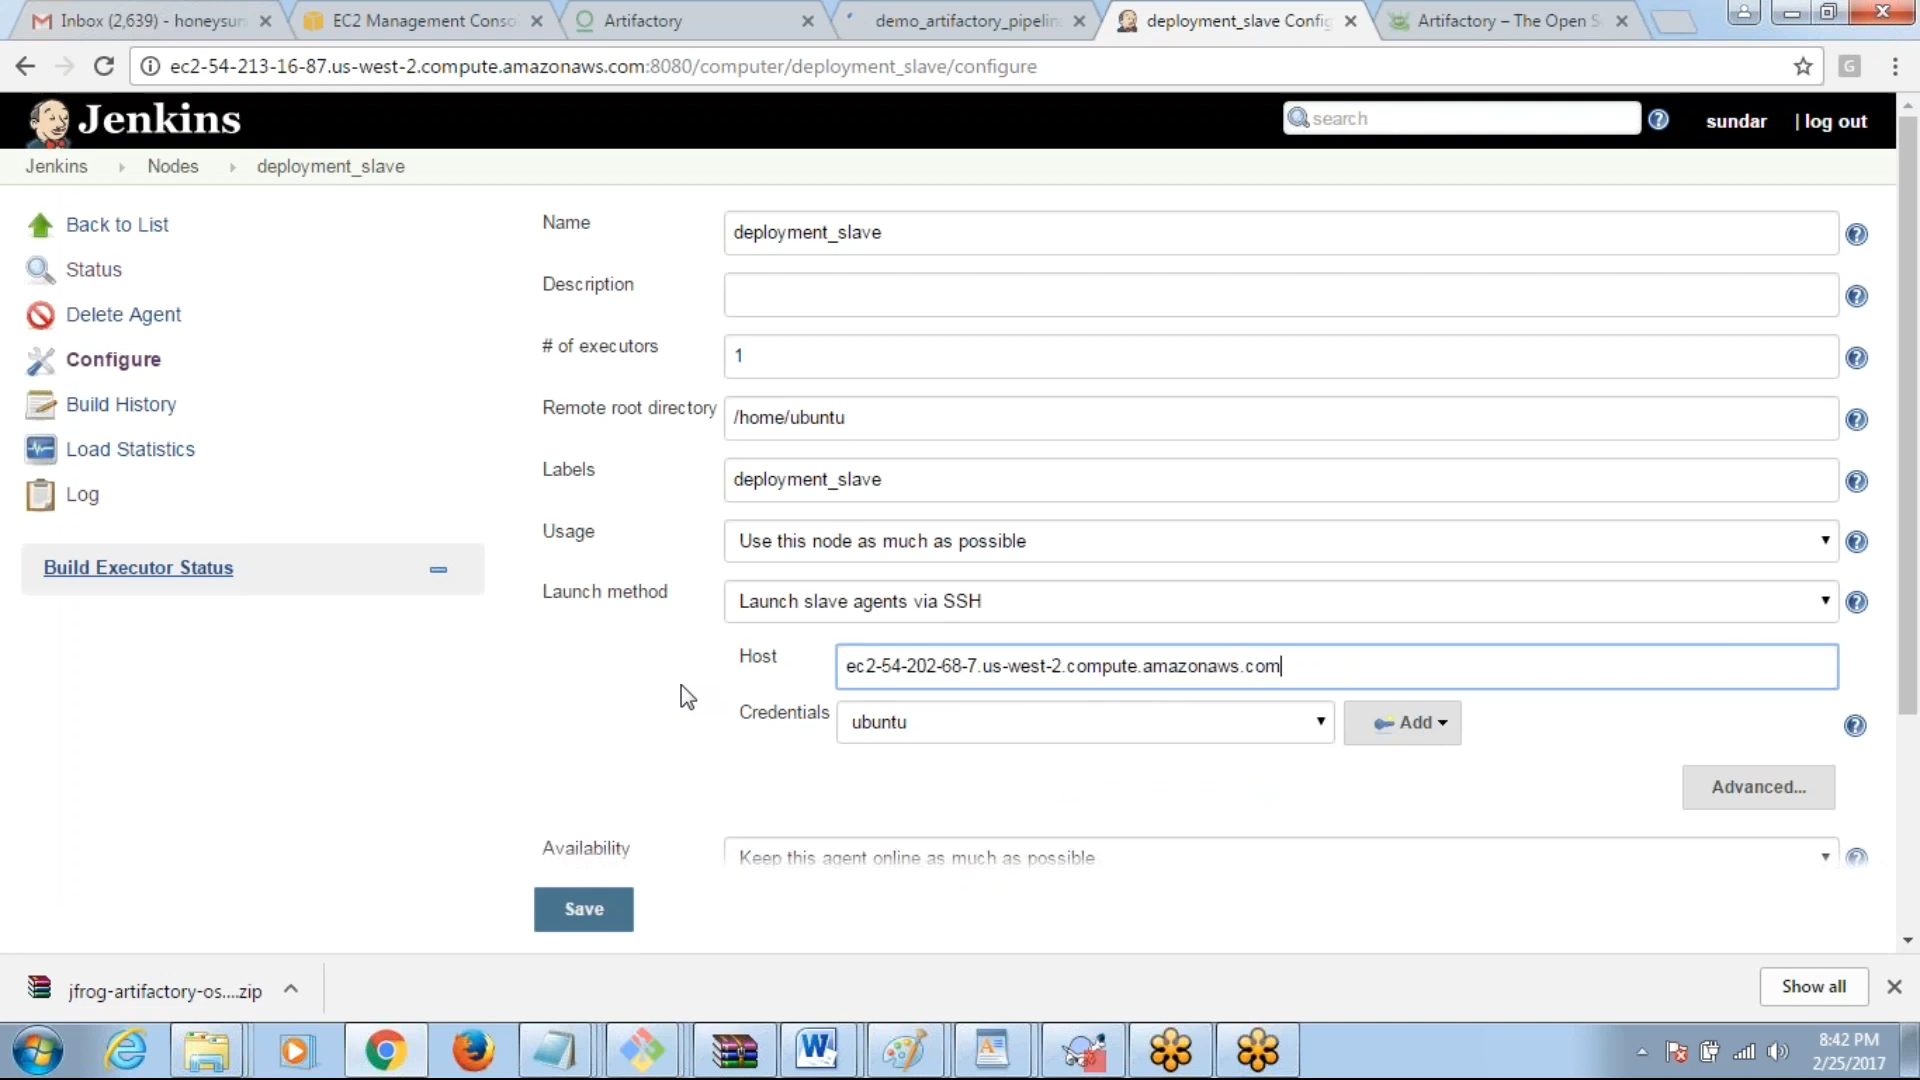 Inbox (2,639) - honeysun
EC2 Management Conso
Artifactory
demo_artifactory_pipelin
deployment_slave Config
Artifactory – The Open S
ec2-54-213-16-87.us-west-2.compute.amazonaws.com:8080/computer/deployment_slave/configure
G
Jenkins
search
sundar
| log out
Jenkins
Nodes
deployment_slave
Back to List
Status
Delete Agent
Configure
Build History
Load Statistics
Log
Build Executor Status
Name
deployment_slave
Description
# of executors
1
Remote root directory
/home/ubuntu
Labels
deployment_slave
Usage
Use this node as much as possible
Launch method
Launch slave agents via SSH
Host
ec2-54-202-68-7.us-west-2.compute.amazonaws.com
Credentials
ubuntu
Add
Advanced...
Availability
Keep this agent online as much as possible
Save
jfrog-artifactory-os....zip
Show all
8:42 PM
2/25/2017